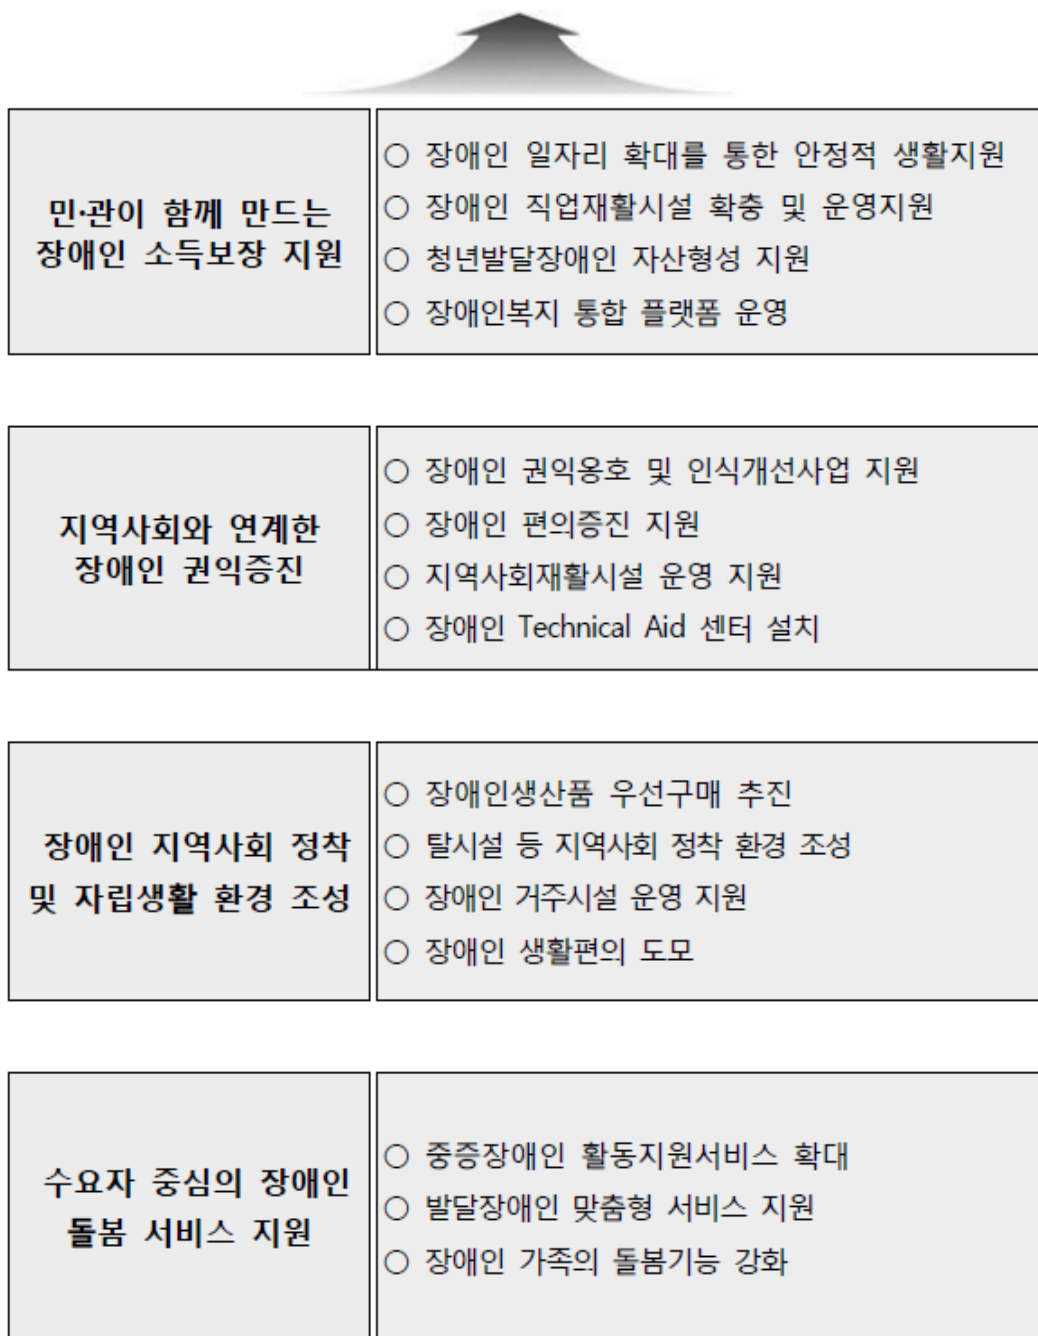 민·관이 함께 만드는
장애인 소득보장 지원
○ 장애인 일자리 확대를 통한 안정적 생활지원
○ 장애인 직업재활시설 확충 및 운영지원
○ 청년발달장애인 자산형성 지원
○ 장애인복지 통합 플랫폼 운영
지역사회와 연계한
장애인 권익증진
○ 장애인 권익옹호 및 인식개선사업 지원
○ 장애인 편의증진 지원
○ 지역사회재활시설 운영 지원
○ 장애인 Technical Aid 센터 설치
장애인 지역사회 정착
및 자립생활 환경 조성
○ 장애인생산품 우선구매 추진
○ 탈시설 등 지역사회 정착 환경 조성
○ 장애인 거주시설 운영 지원
○ 장애인 생활편의 도모
수요자 중심의 장애인
돌봄 서비스 지원
○ 중증장애인 활동지원서비스 확대
○ 발달장애인 맞춤형 서비스 지원
○ 장애인 가족의 돌봄기능 강화